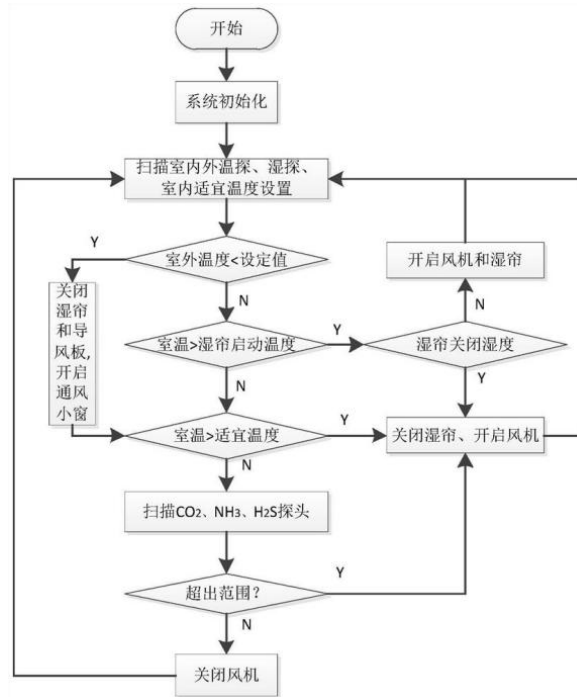 开始
系统初始化
扫描室内外温探、湿探、
室内适宜温度设置
Y
室外温度<设定值
开启风机和湿帘
N
N
关闭
湿帘
和导
风板,
开启
通风
小窗
室温>湿帘启动温度
Y
湿帘关闭湿度
N
Y
室温>适宜温度
Y
关闭湿帘、开启风机
N
扫描CO₂、NH₃、H₂S探头
Y
超出范围?
N
关闭风机